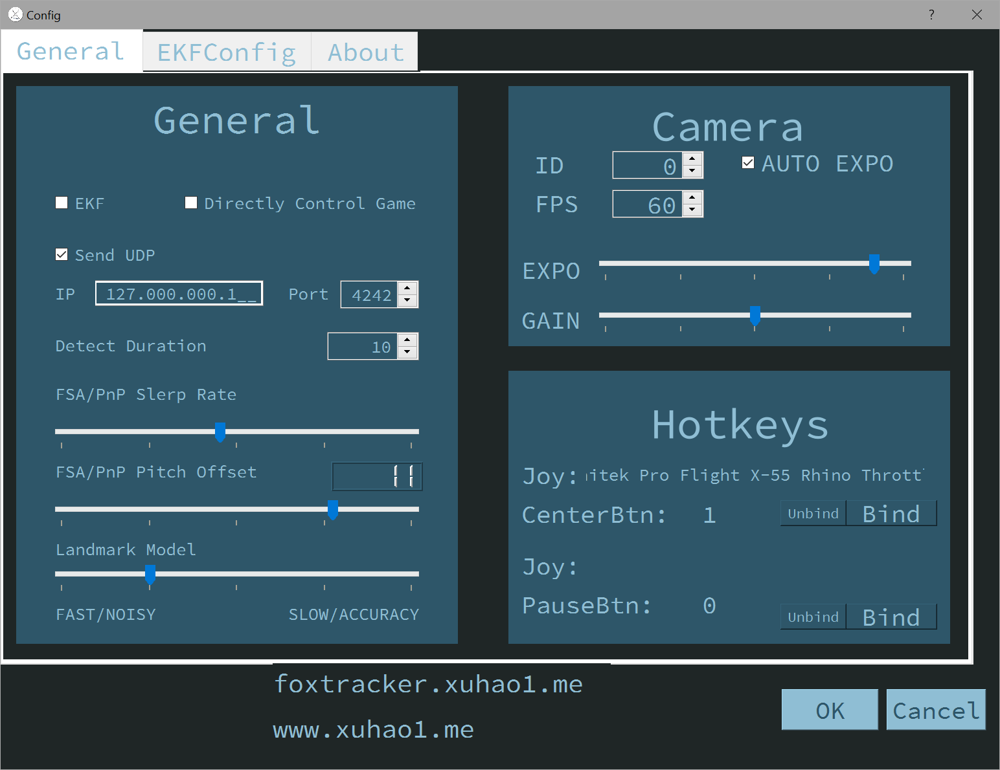 Config
?
General
EKFConfig
About
General
EKF
Directly Control Game
Send UDP
IP
127.000.000.1__
Port
4242
Detect Duration
10
FSA/PnP Slerp Rate
FSA/PnP Pitch Offset
11
Landmark Model
FAST/NOISY
SLOW/ACCURACY
Camera
ID
0
AUTO EXPO
FPS
60
EXPO
GAIN
Hotkeys
Joy:
Pro Flight X-55 Rhino
CenterBtn:
1
Unbind
Bind
Joy:
PauseBtn:
0
Unbind
Bind
foxtracker.xuhao1.me
www.xuhao1.me
OK
Cancel